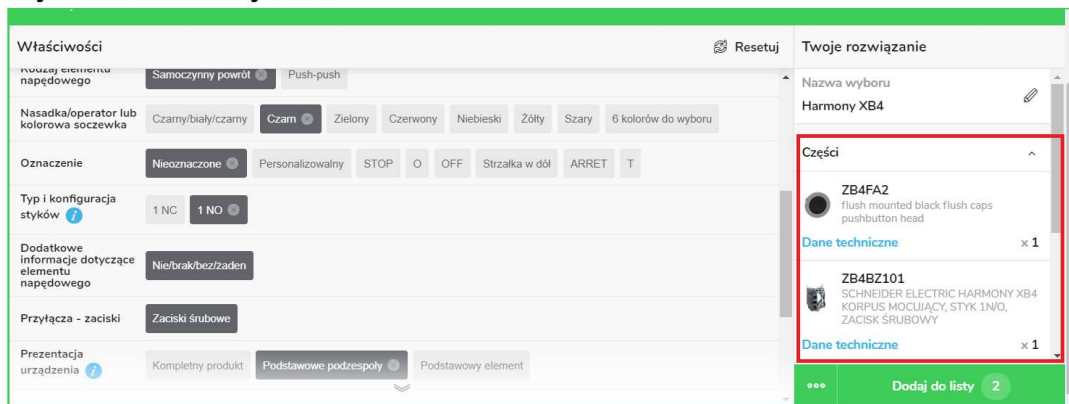 Właściwości
Resetuj
Twoje rozwiązanie
Rodzaj elementu
napędowego
Samoczynny powrót
Push-push
Nazwa wyboru
Harmony XB4
Nasadka/operator lub
kolorowa soczewka
Czarny/biały/czarny
Czarn
Zielony
Czerwony
Niebieski
Żółty
Szary
6 kolorów do wyboru
Części
Oznaczenie
Nieoznaczone
Personalizowalny
STOP
O
OFF
Strzałka w dół
ARRET
T
ZB4FA2
flush mounted black flush caps
pushbutton head
Dane techniczne
x 1
Typ i konfiguracja
styków
1 NC
1 NO
Dodatkowe
informacje dotyczące
elementu
napędowego
Nie/brak/bez/żaden
ZB4BZ101
SCHNEIDER ELECTRIC HARMONY XB4
KORPUS MOCUJĄCY, STYK 1N/O,
ZACISK ŚRUBOWY
Dane techniczne
x 1
Przyłącza - zaciski
Zaciski śrubowe
Prezentacja
urządzenia
Kompletny produkt
Podstawowe podzespoły
Podstawowy element
Dodaj do listy 2